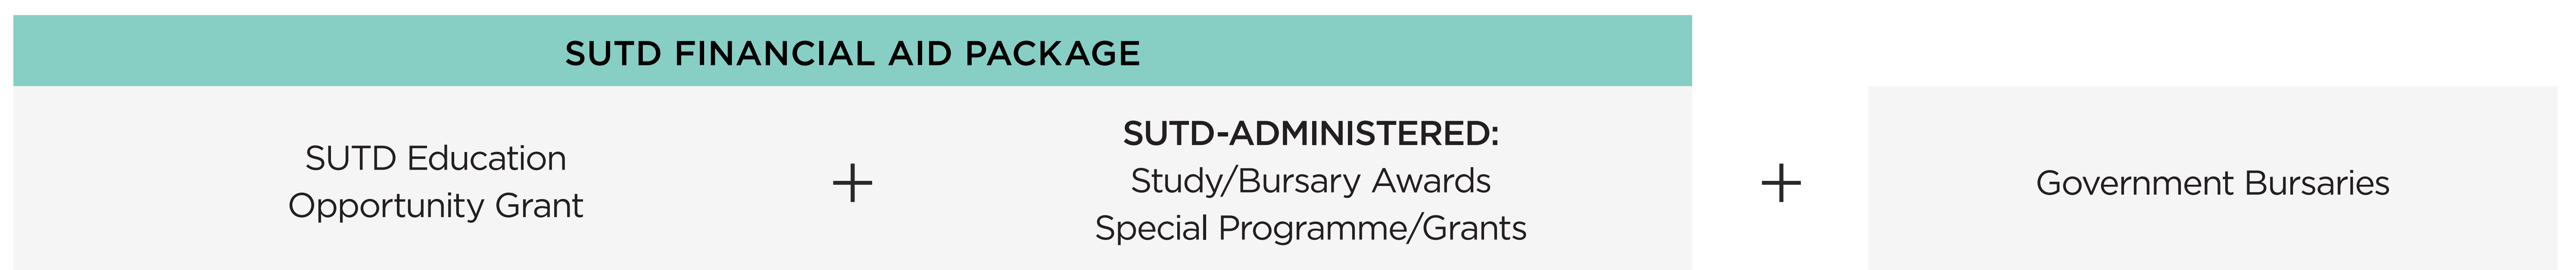 SUTD FINANCIAL AID PACKAGE
SUTD Education
Opportunity Grant
+
SUTD-ADMINISTERED:
Study/Bursary Awards
Special Programme/Grants
+
Government Bursaries